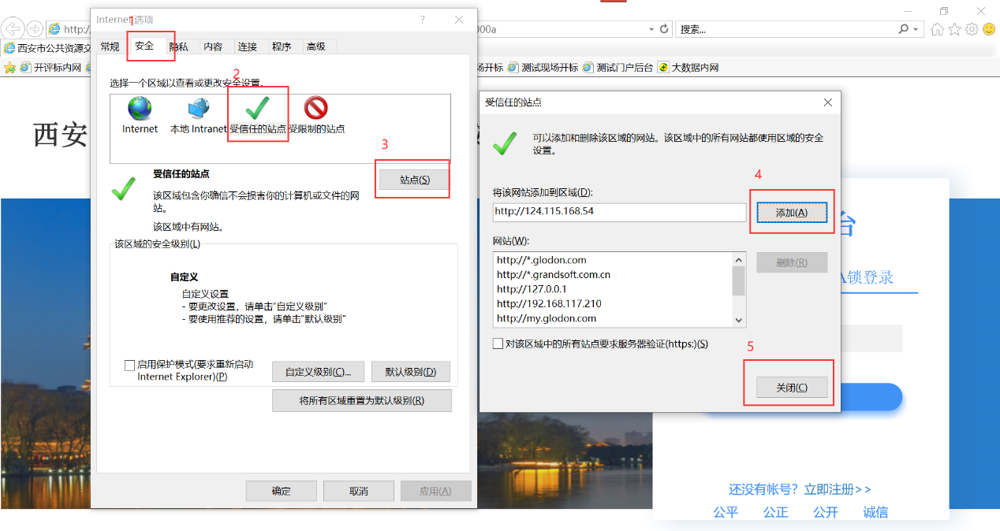 Internet选项
1
http:/
00a
搜索...
西安市公共资源交
开评标内网
场开标
测试现场开标
测试门户后台
大数据内网
常规 安全 隐私 内容 连接 程序 高级
选择一个区域以查看或更改安全设置。
2
Internet 本地 Intranet 受信任的站点 受限制的站点
3
受信任的站点
站点(S)
该区域包含你确信不会损害你的计算机或文件的网
站。
该区域中有网站。
该区域的安全级别(L)
自定义
自定义设置
- 要更改设置，请单击“自定义级别”
- 要使用推荐的设置，请单击“默认级别”
启用保护模式(要求重新启动
Internet Explorer)(P)
自定义级别(C)...
默认级别(D)
将所有区域重置为默认级别(R)
确定 取消 应用(A)
西安
受信任的站点
可以添加和删除该区域的网站。该区域中的所有网站都使用区域的安全
设置。
4
将该网站添加到区域(D):
http://124.115.168.54
添加(A)
网站(W):
http://*.glodon.com
http://*.grandsoft.com.cn
http://127.0.0.1
http://192.168.117.210
http://my.glodon.com
删除(R)
对该区域中的所有站点要求服务器验证(https:)(S)
5
关闭(C)
台
A锁登录
还没有帐号？立即注册>>
公平 公正 公开 诚信